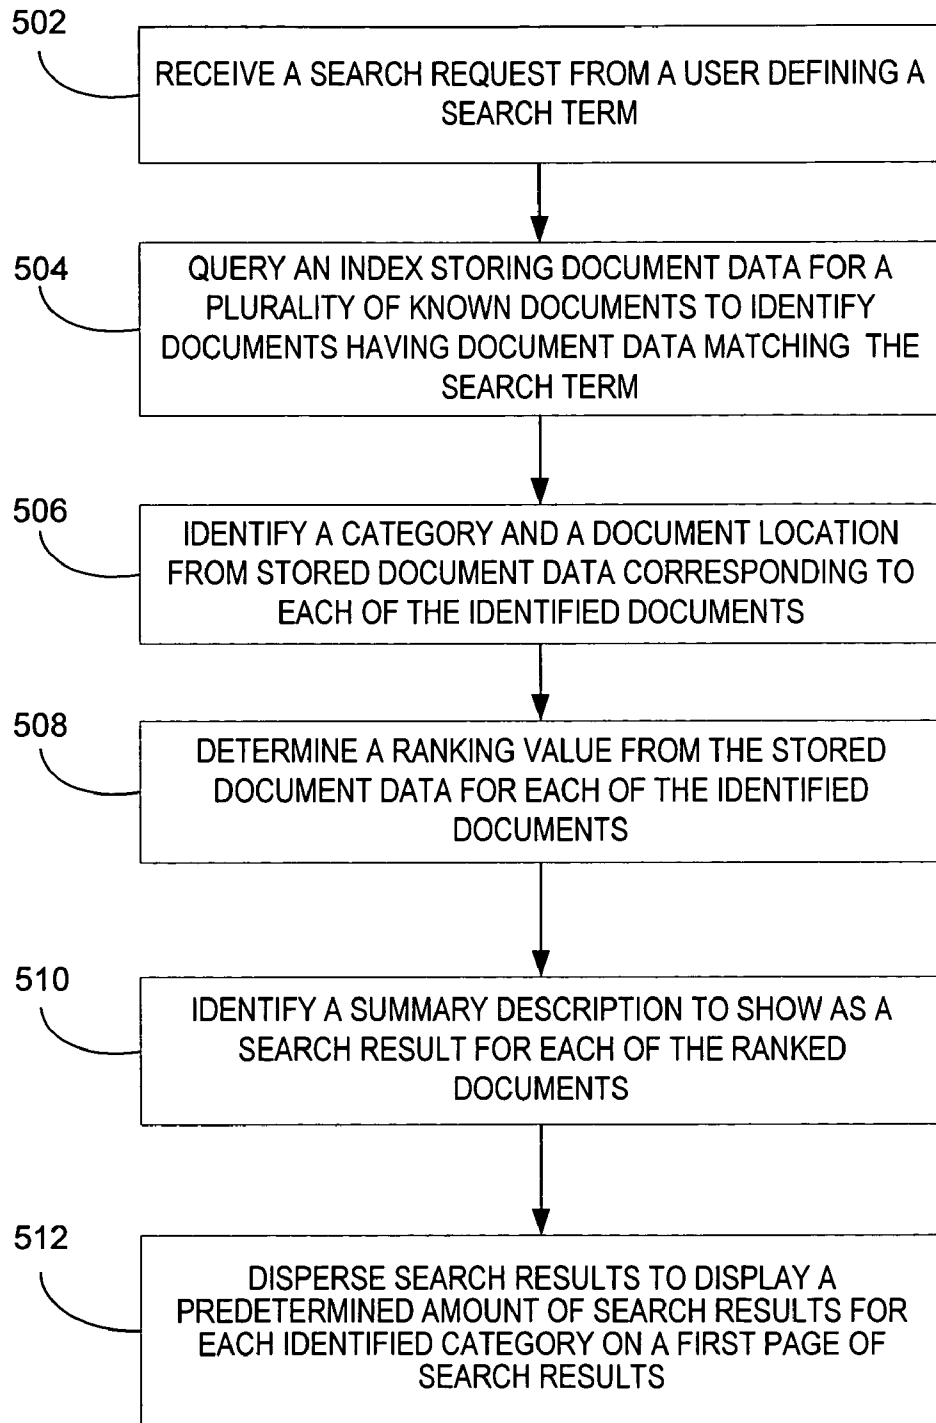 502
RECEIVE A SEARCH REQUEST FROM A USER DEFINING A
SEARCH TERM
504
QUERY AN INDEX STORING DOCUMENT DATA FOR A
PLURALITY OF KNOWN DOCUMENTS TO IDENTIFY
DOCUMENTS HAVING DOCUMENT DATA MATCHING THE
SEARCH TERM
506
IDENTIFY A CATEGORY AND A DOCUMENT LOCATION
FROM STORED DOCUMENT DATA CORRESPONDING TO
EACH OF THE IDENTIFIED DOCUMENTS
508
DETERMINE A RANKING VALUE FROM THE STORED
DOCUMENT DATA FOR EACH OF THE IDENTIFIED
DOCUMENTS
510
IDENTIFY A SUMMARY DESCRIPTION TO SHOW AS A
SEARCH RESULT FOR EACH OF THE RANKED
DOCUMENTS
512
DISPERSE SEARCH RESULTS TO DISPLAY A
PREDETERMINED AMOUNT OF SEARCH RESULTS FOR
EACH IDENTIFIED CATEGORY ON A FIRST PAGE OF
SEARCH RESULTS